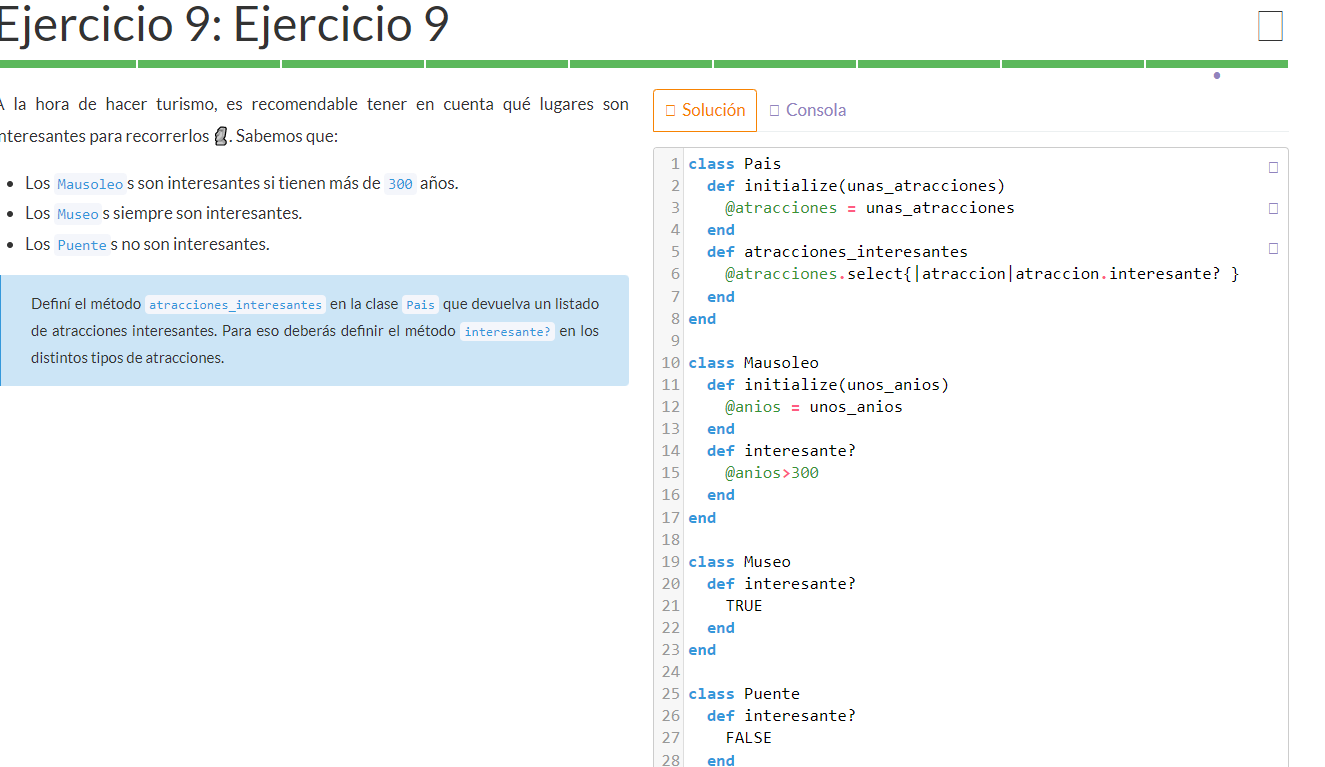 Ejercicio 9: Ejercicio 9
A la hora de hacer turismo, es recomendable tener en cuenta qué lugares son
interesantes para recorrerlos 🗿. Sabemos que:
• Los Mausoleos son interesantes si tienen más de 300 años.
• Los Museos siempre son interesantes.
• Los Puentes no son interesantes.
Definí el método atracciones_interesantes en la clase Pais que devuelva un listado
de atracciones interesantes. Para eso deberás definir el método interesante? en los
distintos tipos de atracciones.
Solución Consola
1 class Pais
2   def initialize(unas_atracciones)
3     @atracciones = unas_atracciones
4   end
5   def atracciones_interesantes
6     @atracciones.select{|atraccion|atraccion.interesante? }
7   end
8 end
9
10 class Mausoleo
11   def initialize(unos_anios)
12     @anios = unos_anios
13   end
14   def interesante?
15     @anios>300
16   end
17 end
18
19 class Museo
20   def interesante?
21     TRUE
22   end
23 end
24
25 class Puente
26   def interesante?
27     FALSE
28   end